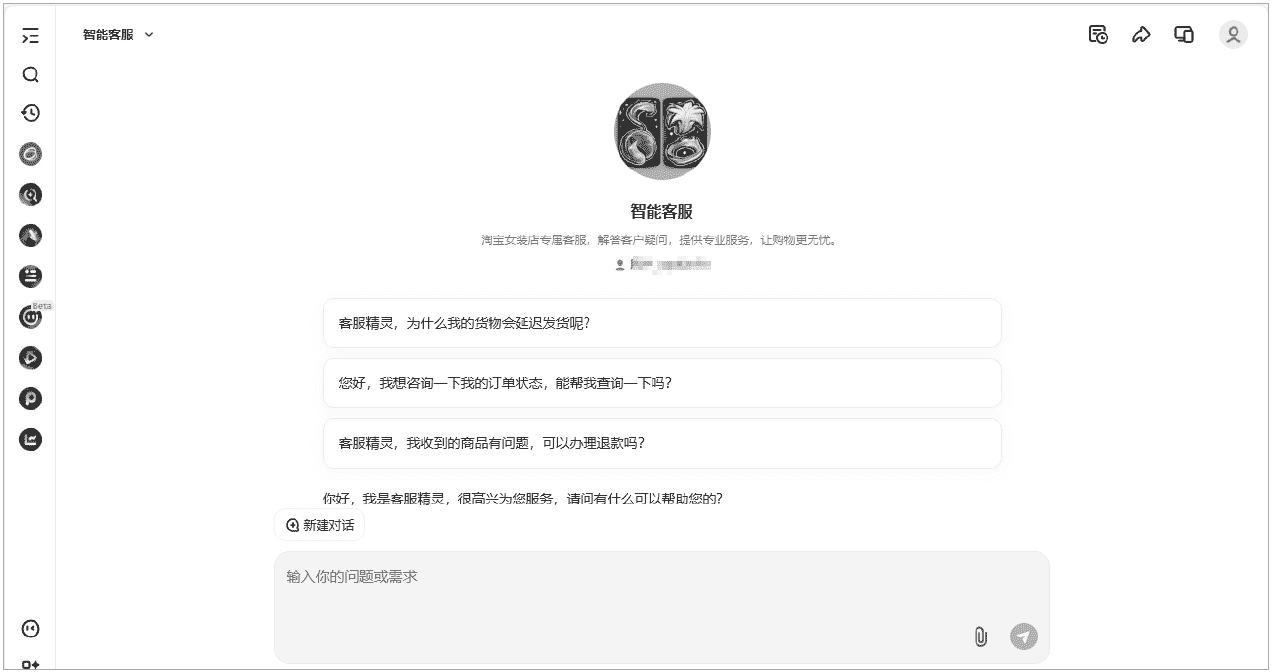 智能客服
智能客服
淘宝女装店专属客服，解答客户疑问，提供专业服务，让购物更无忧。
客服精灵，为什么我的货物会延迟发货呢?
您好，我想咨询一下我的订单状态，能帮我查询一下吗?
Beta
客服精灵，我收到的商品有问题，可以办理退款吗?
你好，我是客服精灵，很高兴为您服务，请问有什么可以帮助您的?
新建对话
输入你的问题或需求